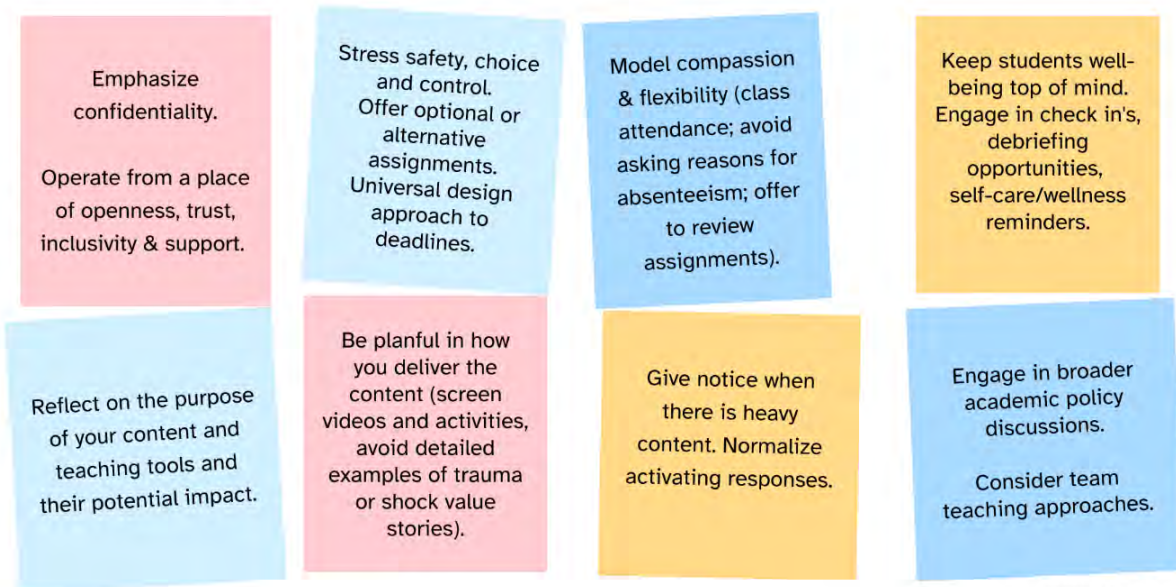 Emphasize
confidentiality.
Operate from a place
of openness, trust,
inclusivity & support.
Stress safety, choice
and control.
Offer optional or
alternative
assignments.
Universal design
approach to
deadlines.
Model compassion
& flexibility (class
attendance; avoid
asking reasons for
absenteeism; offer
to review
assignments).
Keep students well-
being top of mind.
Engage in check in's,
debriefing
opportunities,
self-care/wellness
reminders.
Reflect on the purpose
of your content and
teaching tools and
their potential impact.
Be planful in how
you deliver the
content (screen
videos and activities,
avoid detailed
examples of trauma
or shock value
stories).
Give notice when
there is heavy
content. Normalize
activating responses.
Engage in broader
academic policy
discussions.
Consider team
teaching approaches.